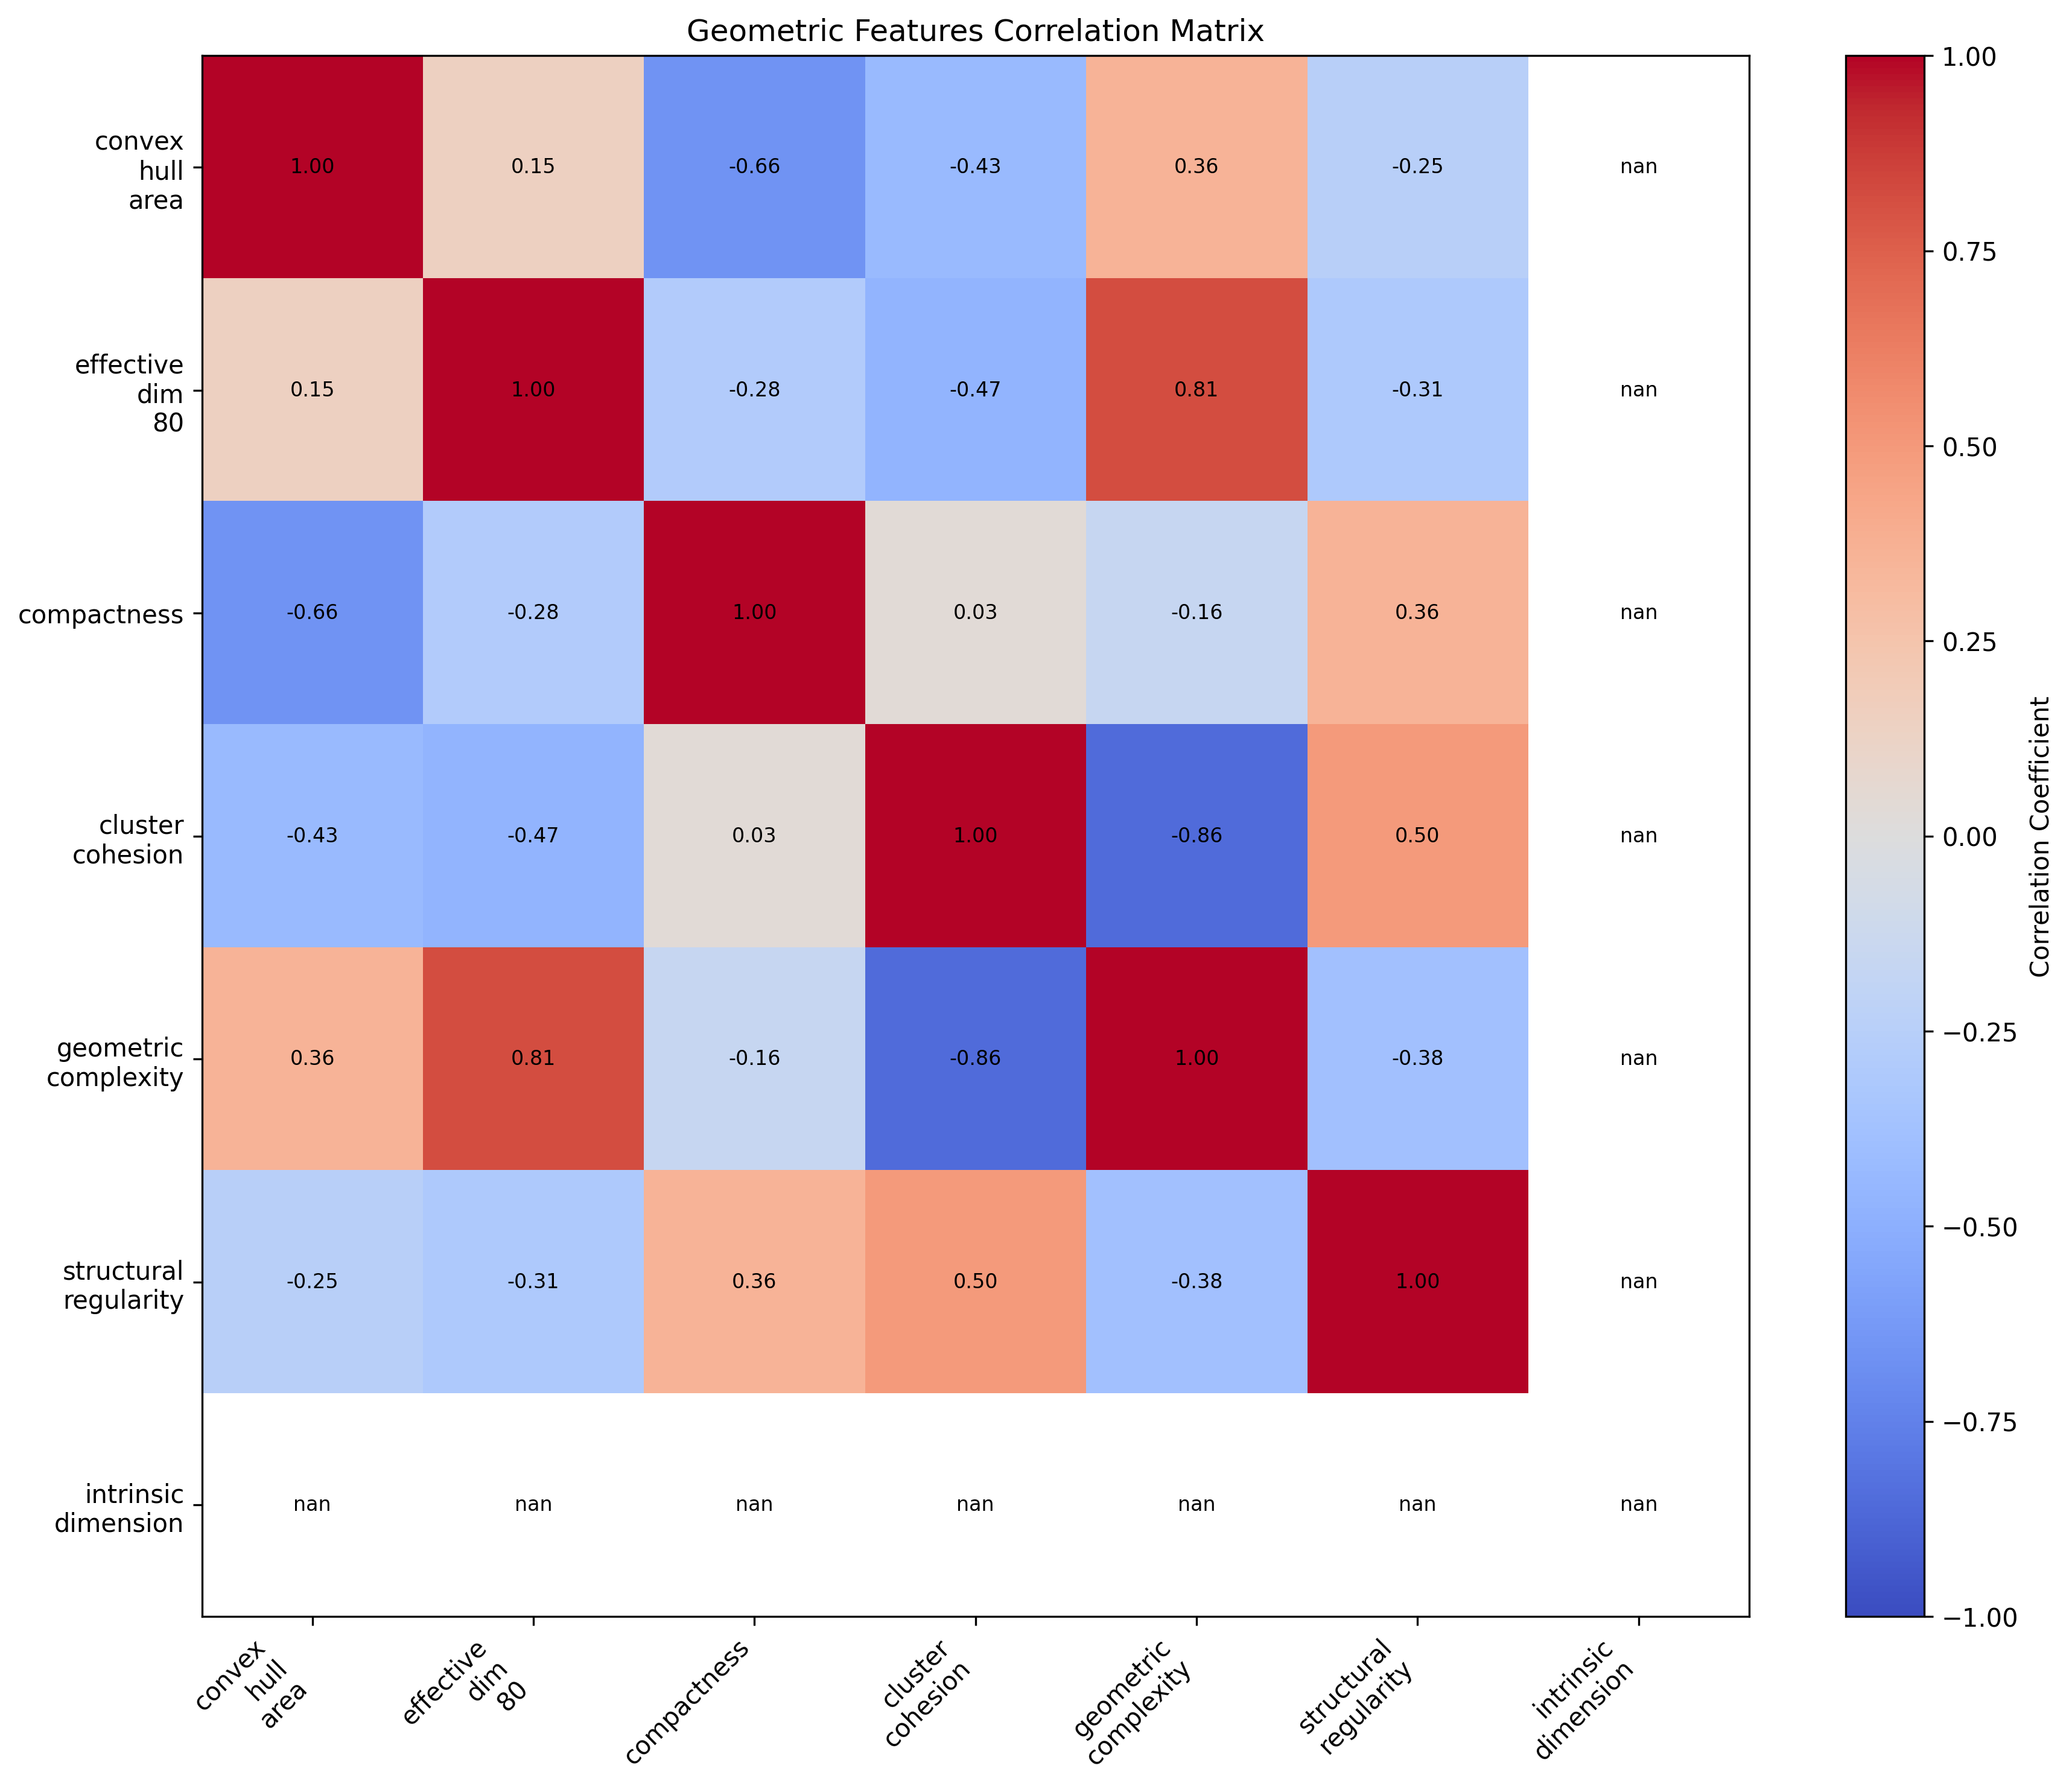 Geometric Features Correlation Matrix
convex
hull
area
1.00 0.15 -0.66 -0.43 0.36 -0.25 nan
effective
dim
80
0.15 1.00 -0.28 -0.47 0.81 -0.31 nan
compactness
-0.66 -0.28 1.00 0.03 -0.16 0.36 nan
cluster
cohesion
-0.43 -0.47 0.03 1.00 -0.86 0.50 nan
geometric
complexity
0.36 0.81 -0.16 -0.86 1.00 -0.38 nan
structural
regularity
-0.25 -0.31 0.36 0.50 -0.38 1.00 nan
intrinsic
dimension
nan nan nan nan nan nan nan
convex
hull
area
effective
dim
80
compactness
cluster
cohesion
geometric
complexity
structural
regularity
intrinsic
dimension
1.00
0.75
0.50
0.25
0.00
−0.25
−0.50
−0.75
−1.00
Correlation Coefficient